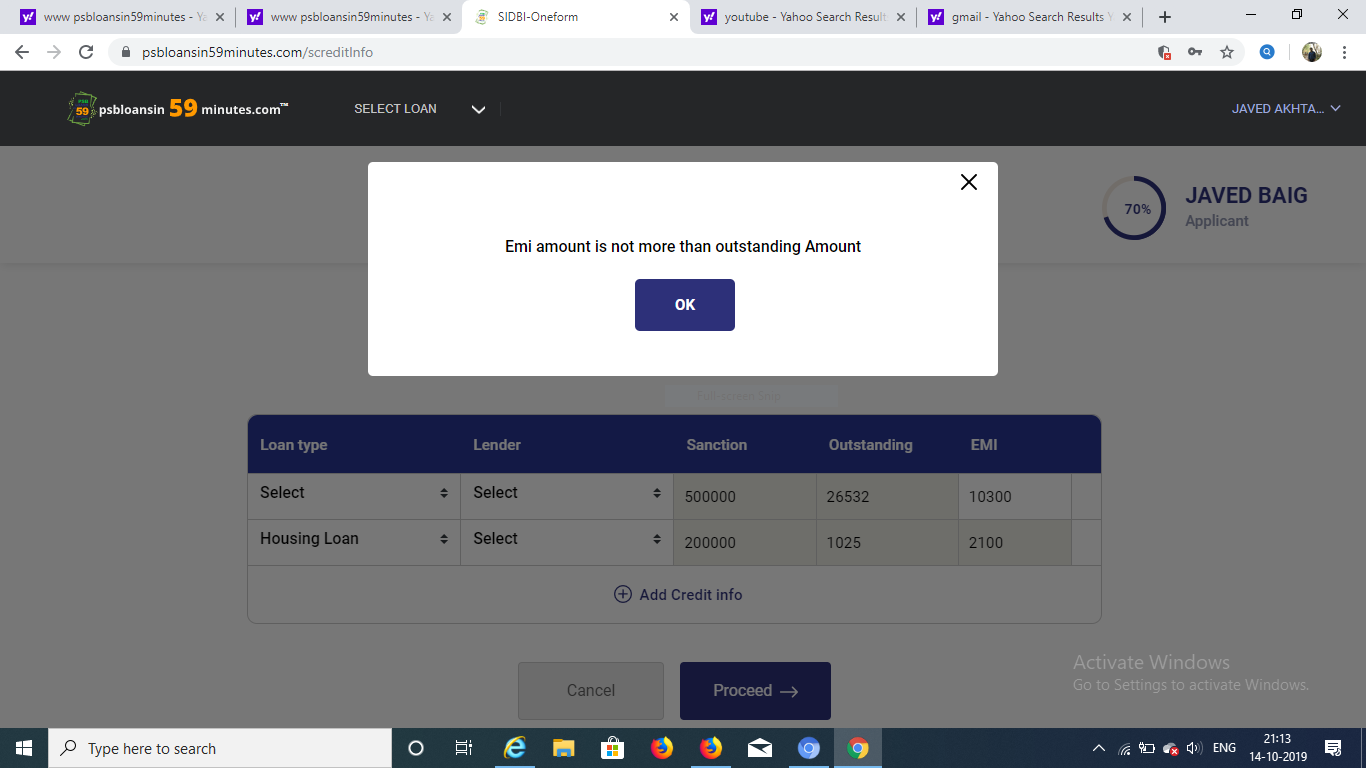 www psbloansin59minutes - Ya
www psbloansin59minutes - Ya
SIDBI-Oneform
youtube - Yahoo Search Result
gmail - Yahoo Search Results Y
psbloansin59minutes.com/screditInfo
PSB
59
psbloansin 59 minutes.com™
SELECT LOAN
JAVED AKHTA...
70%
JAVED BAIG
Applicant
Emi amount is not more than outstanding Amount
OK
Full-screen Snip
Loan type Lender Sanction Outstanding EMI
Select Select 500000 26532 10300
Housing Loan Select 200000 1025 2100
Add Credit info
Cancel Proceed
Activate Windows
Go to Settings to activate Windows.
Type here to search
ENG
21:13
14-10-2019